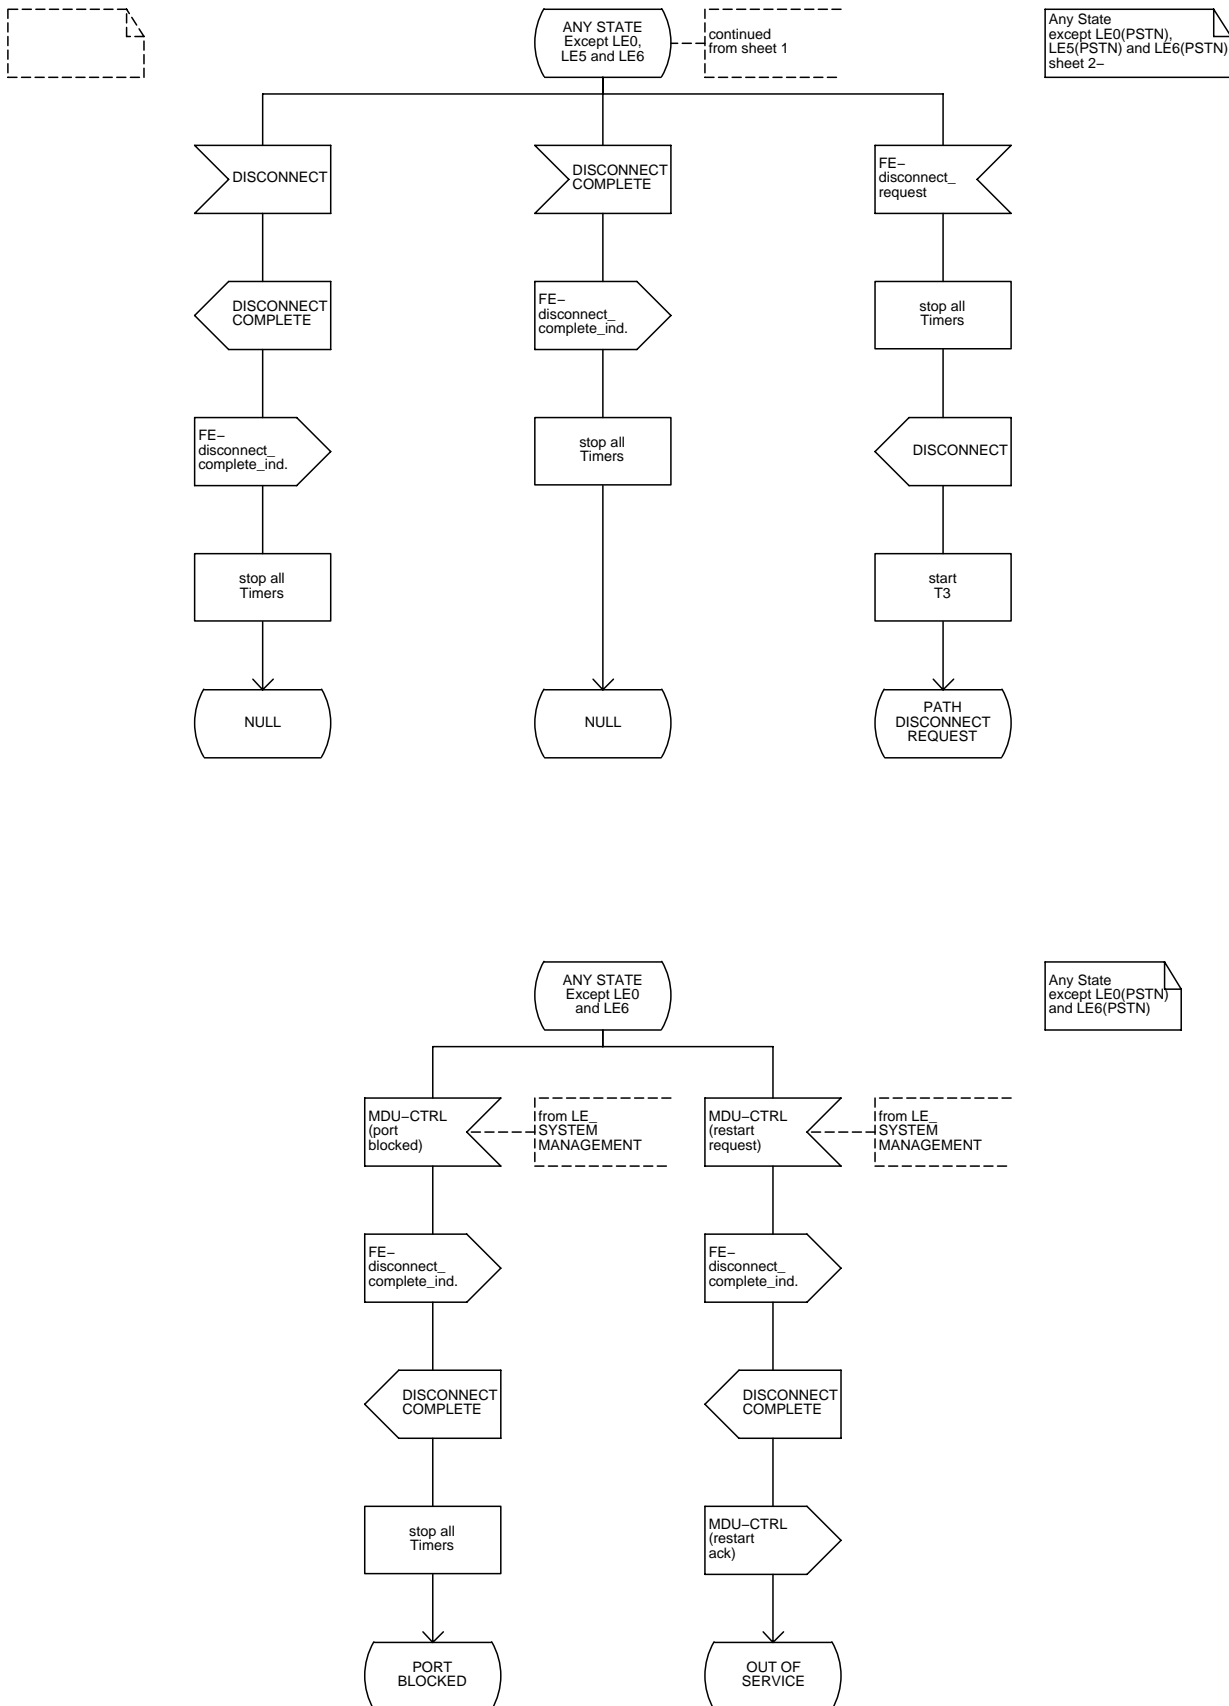 ANY STATE
Except LE0,
LE5 and LE6
continued
from sheet 1
Any State
except LE0(PSTN),
LE5(PSTN) and LE6(PSTN)
sheet 2–
DISCONNECT
DISCONNECT
COMPLETE
FE–
disconnect_
request
DISCONNECT
COMPLETE
FE–
disconnect_
complete_ind.
stop all
Timers
FE–
disconnect_
complete_ind.
stop all
Timers
DISCONNECT
stop all
Timers
start
T3
NULL
NULL
PATH
DISCONNECT
REQUEST
ANY STATE
Except LE0
and LE6
Any State
except LE0(PSTN)
and LE6(PSTN)
MDU–CTRL
(port
blocked)
from LE_
SYSTEM
MANAGEMENT
MDU–CTRL
(restart
request)
from LE_
SYSTEM
MANAGEMENT
FE–
disconnect_
complete_ind.
FE–
disconnect_
complete_ind.
DISCONNECT
COMPLETE
DISCONNECT
COMPLETE
stop all
Timers
MDU–CTRL
(restart
ack)
PORT
BLOCKED
OUT OF
SERVICE